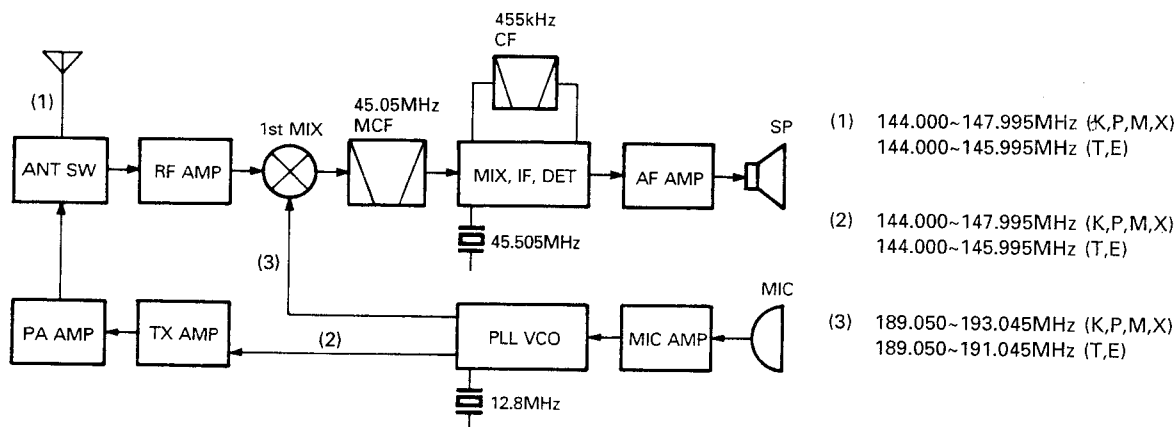 455kHz
CF
(1)
45.05MHz
MCF
1st MIX
SP
ANT SW
RF AMP
MIX, IF, DET
AF AMP
45.505MHz
(3)
MIC
PA AMP
TX AMP
(2)
PLL VCO
MIC AMP
12.8MHz
(1) 144.000~147.995MHz (K,P,M,X)
144.000~145.995MHz (T,E)
(2) 144.000~147.995MHz (K,P,M,X)
144.000~145.995MHz (T,E)
(3) 189.050~193.045MHz (K,P,M,X)
189.050~191.045MHz (T,E)